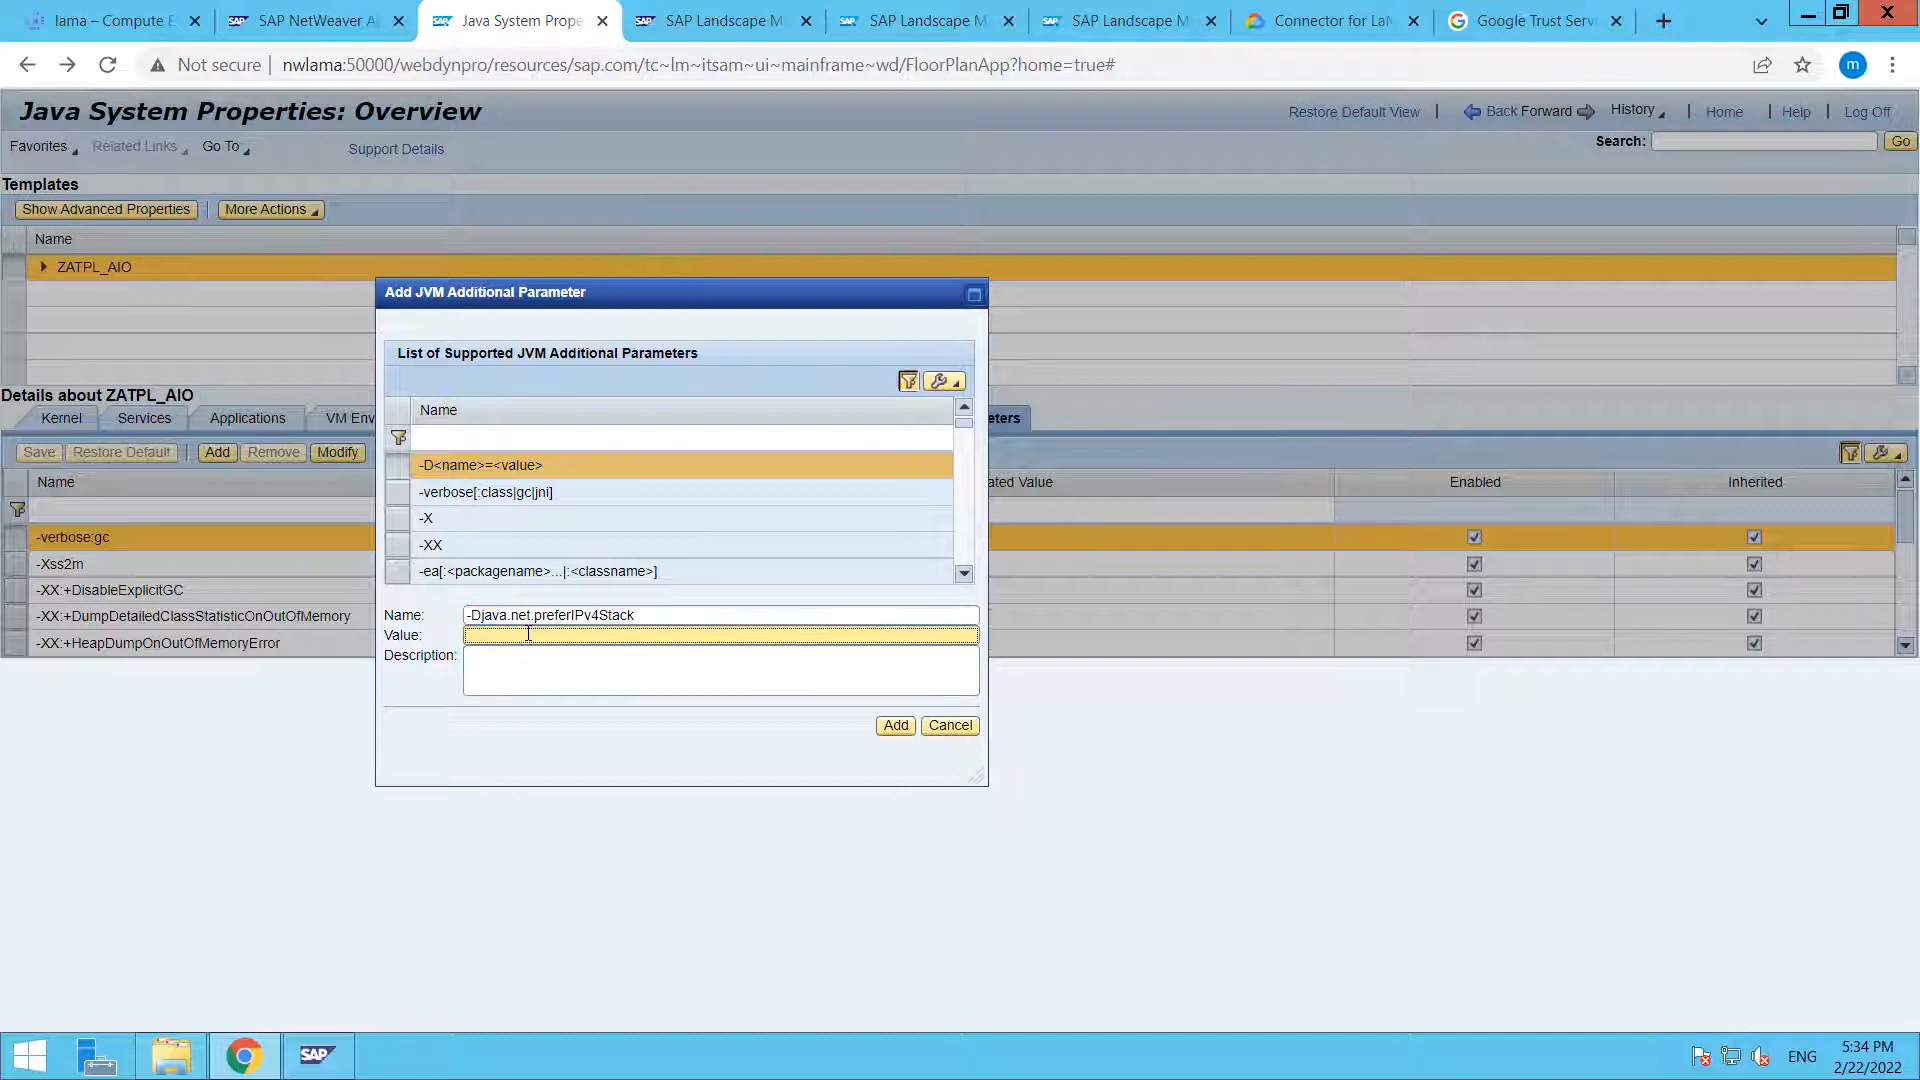 lama – Compute E
SAP NetWeaver A
Java System Prope
SAP Landscape M
SAP Landscape M
SAP Landscape M
Connector for LaM
Google Trust Serv
Not secure
nwlama:50000/webdynpro/resources/sap.com/tc~lm~itsam~ui~mainframe~wd/FloorPlanApp?home=true#
m
Java System Properties: Overview
Restore Default View
Back Forward
History
Home
Help
Log Off
Favorites
Related Links
Go To
Support Details
Search:
Go
Templates
Show Advanced Properties
More Actions
Name
ZATPL_AIO
Details about ZATPL_AIO
Kernel
Services
Applications
VM Env
eters
Save
Restore Default
Add
Remove
Modify
Name
ated Value
Enabled
Inherited
-verbose:gc
-Xss2m
-XX:+DisableExplicitGC
-XX:+DumpDetailedClassStatisticOnOutOfMemory
-XX:+HeapDumpOnOutOfMemoryError
Add JVM Additional Parameter
List of Supported JVM Additional Parameters
Name
-D<name>=<value>
-verbose[:class|gc|jni]
-X
-XX
-ea[:<packagename>...|:<classname>]
Name:
-Djava.net.preferIPv4Stack
Value:
Description:
Add
Cancel
SAP
ENG
5:34 PM
2/22/2022